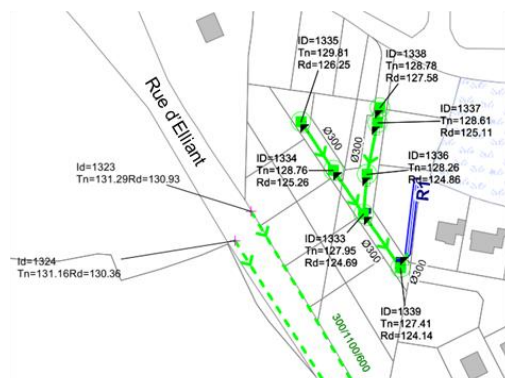 ID=1335
Tn=129.81
Rd=126.25
ID=1338
Tn=128.78
Rd=127.58
ID=1337
Tn=128.61
Rd=125.11
Rue d'Elliant
Ø300
Ø300
ID=1334
Tn=128.76
Rd=125.26
ID=1336
Tn=128.26
Rd=124.86
Id=1323
Tn=131.29Rd=130.93
R1
ID=1333
Tn=127.95
Rd=124.69
Ø300
Ø300
Id=1324
Tn=131.16Rd=130.36
ID=1339
Tn=127.41
Rd=124.14
300/1100/600